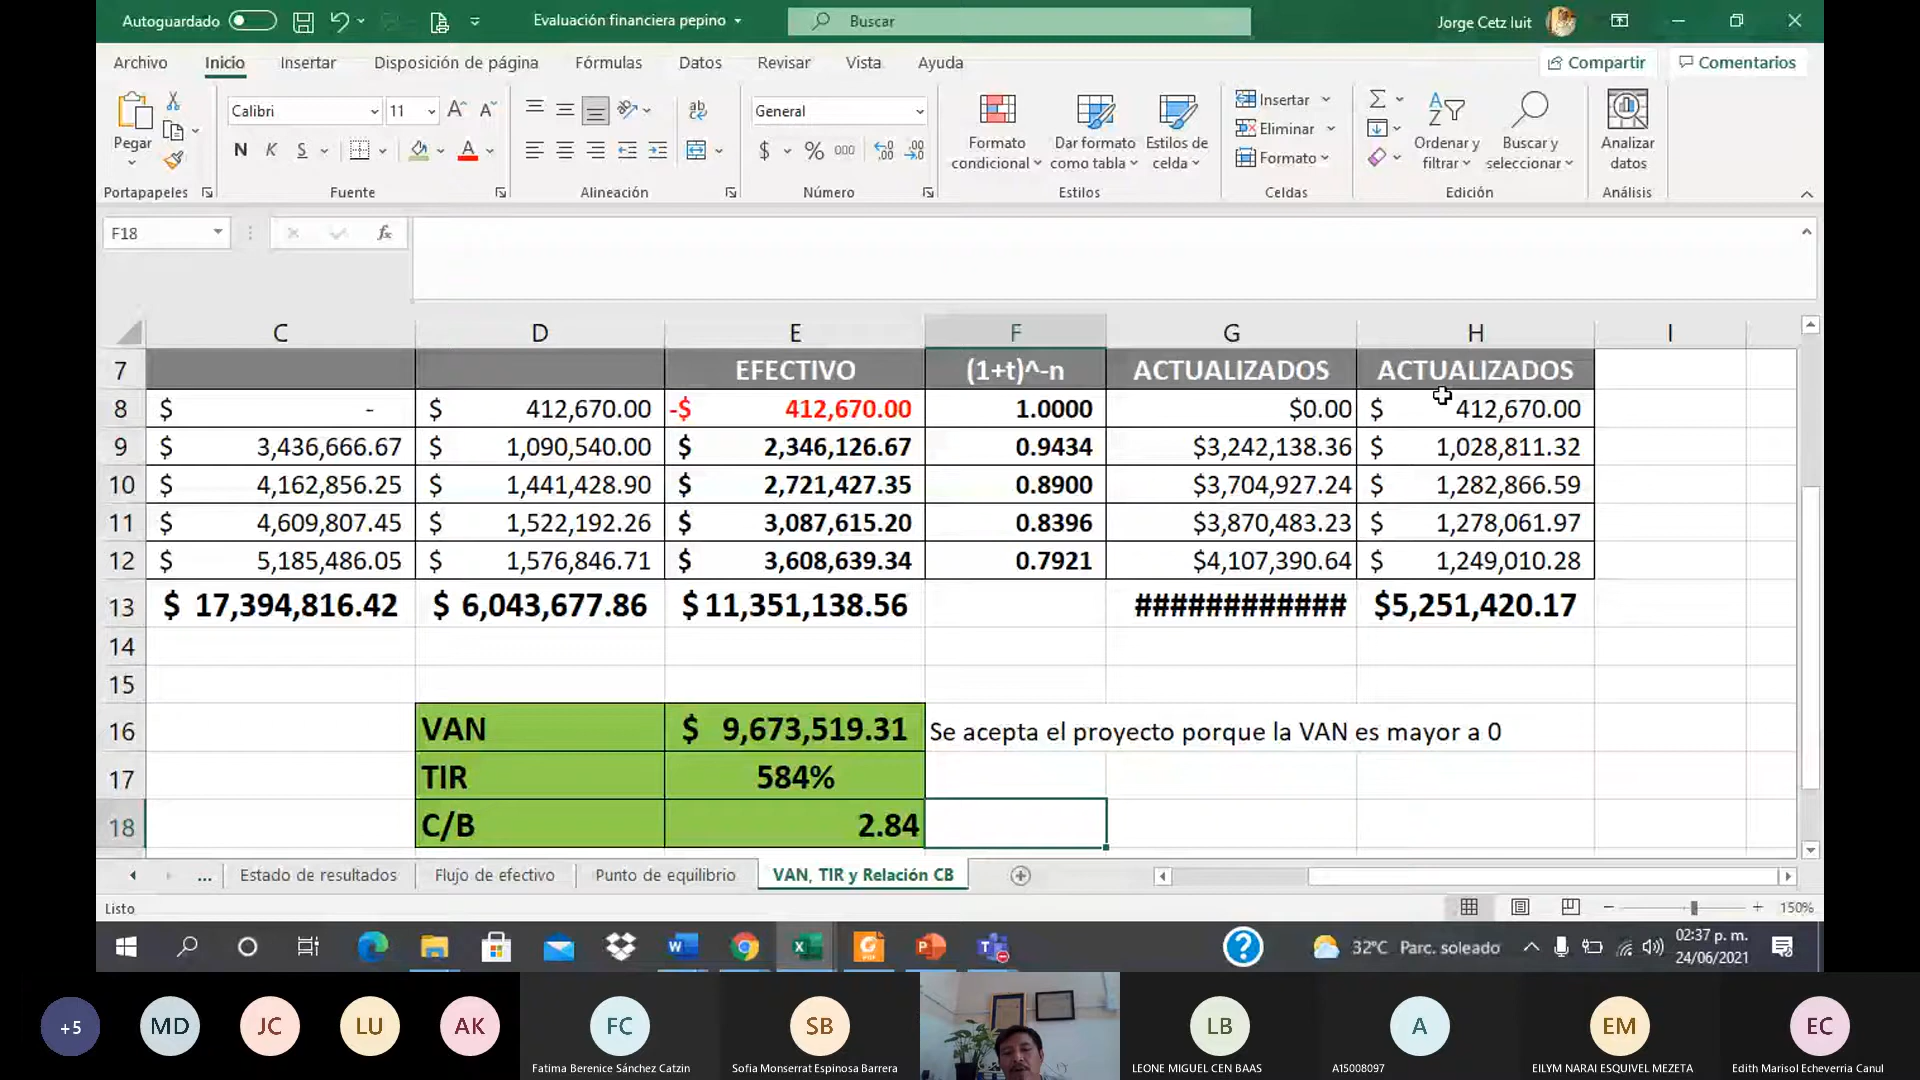 Autoguardado
Evaluación financiera pepino
Buscar
Jorge Cetz luit
Archivo Inicio Insertar Disposición de página Fórmulas Datos Revisar Vista Ayuda
Compartir Comentarios
Pegar
Portapapeles
Calibri 11
N K S
Fuente
ab
Alineación
General
$ % 000
Número
Formato condicional
Dar formato como tabla
Estilos de celda
Estilos
Insertar
Eliminar
Formato
Celdas
Ordenar y filtrar
Buscar y seleccionar
Edición
Analizar datos
Análisis
F18 fx
C D E F G H I
7 EFECTIVO (1+t)^-n ACTUALIZADOS ACTUALIZADOS
8 $ - $ 412,670.00 -$ 412,670.00 1.0000 $0.00 $ 412,670.00
9 $ 3,436,666.67 $ 1,090,540.00 $ 2,346,126.67 0.9434 $3,242,138.36 $ 1,028,811.32
10 $ 4,162,856.25 $ 1,441,428.90 $ 2,721,427.35 0.8900 $3,704,927.24 $ 1,282,866.59
11 $ 4,609,807.45 $ 1,522,192.26 $ 3,087,615.20 0.8396 $3,870,483.23 $ 1,278,061.97
12 $ 5,185,486.05 $ 1,576,846.71 $ 3,608,639.34 0.7921 $4,107,390.64 $ 1,249,010.28
13 $ 17,394,816.42 $ 6,043,677.86 $ 11,351,138.56 ############ $5,251,420.17
14
15
16 VAN $ 9,673,519.31 Se acepta el proyecto porque la VAN es mayor a 0
17 TIR 584%
18 C/B 2.84
... Estado de resultados Flujo de efectivo Punto de equilibrio VAN, TIR y Relación CB
Listo
150%
32°C Parc. soleado
02:37 p. m.
24/06/2021
+5 MD JC LU AK FC SB LB A EM EC
Fatima Berenice Sánchez Catzin Sofia Monserrat Espinosa Barrera LEONE MIGUEL CEN BAAS A15008097 EILYM NARAI ESQUIVEL MEZETA Edith Marisol Echeverria Canul